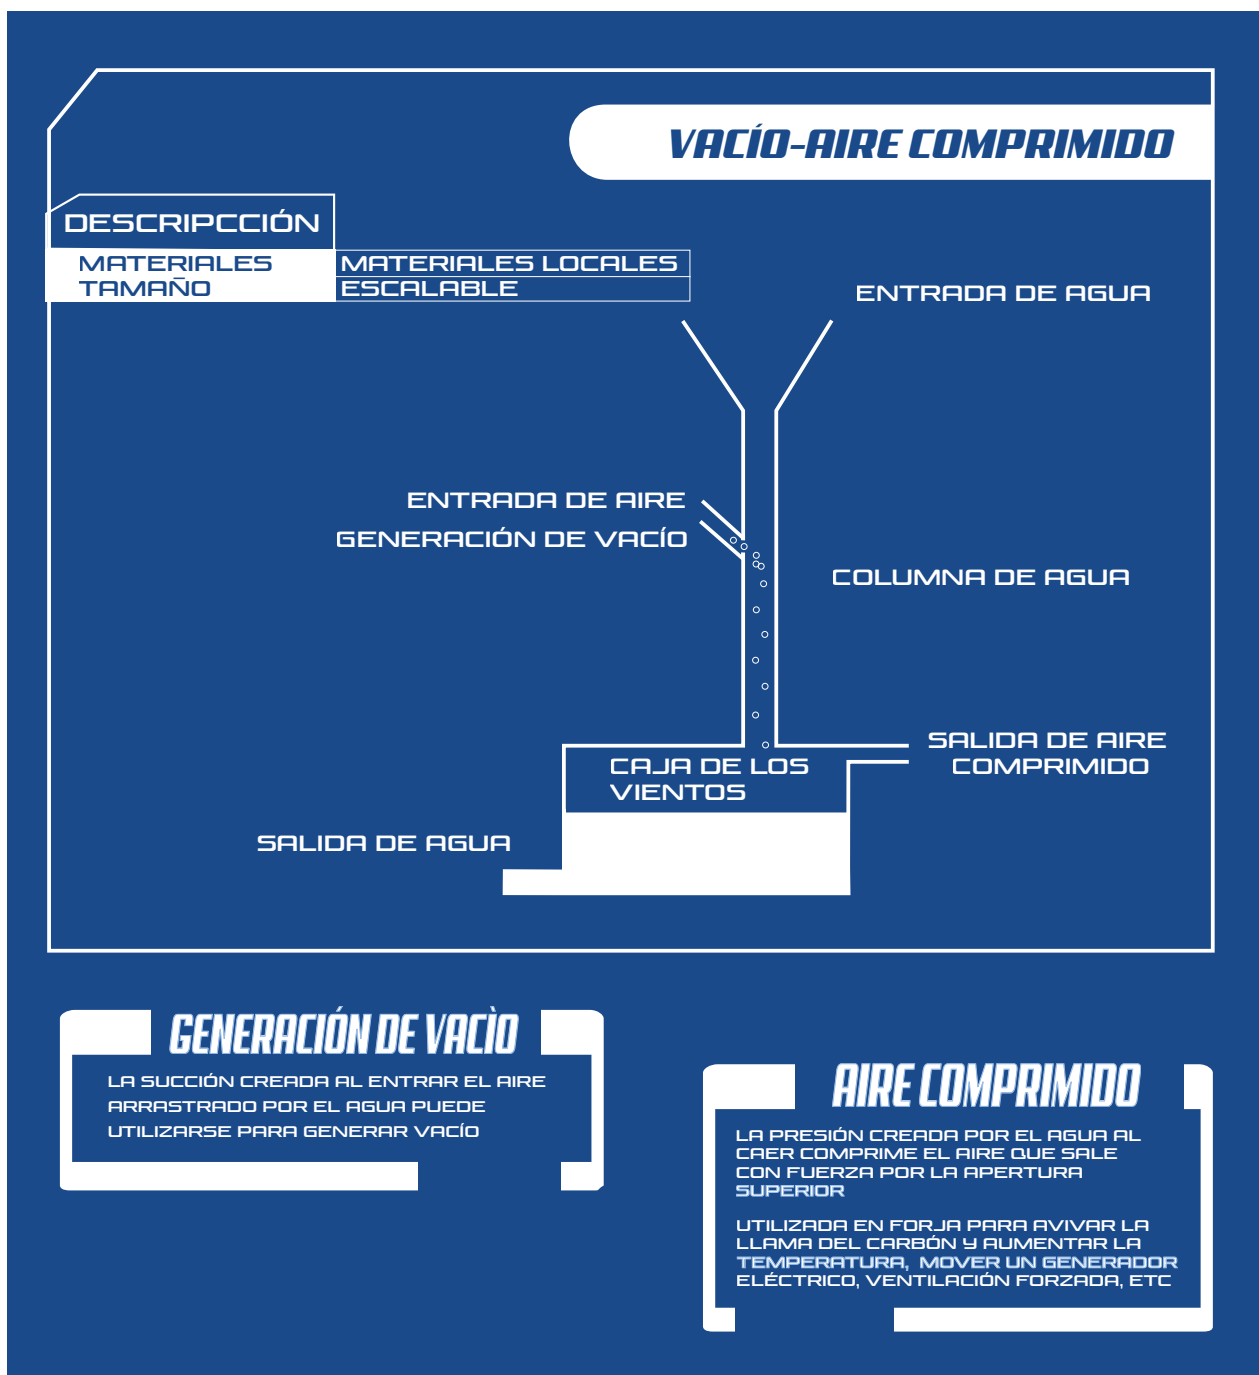 VACÍO-AIRE COMPRIMIDO
DESCRIPCCIÓN
MATERIALES MATERIALES LOCALES
TAMAÑO ESCALABLE
ENTRADA DE AGUA
ENTRADA DE AIRE
GENERACIÓN DE VACÍO
COLUMNA DE AGUA
SALIDA DE AIRE
COMPRIMIDO
CAJA DE LOS
VIENTOS
SALIDA DE AGUA
GENERACIÓN DE VACÌO
LA SUCCIÓN CREADA AL ENTRAR EL AIRE
ARRASTRADO POR EL AGUA PUEDE
UTILIZARSE PARA GENERAR VACÍO
AIRE COMPRIMIDO
LA PRESIÓN CREADA POR EL AGUA AL
CAER COMPRIME EL AIRE QUE SALE
CON FUERZA POR LA APERTURA
SUPERIOR
UTILIZADA EN FORJA PARA AVIVAR LA
LLAMA DEL CARBÓN Y AUMENTAR LA
TEMPERATURA, MOVER UN GENERADOR
ELÉCTRICO, VENTILACIÓN FORZADA, ETC